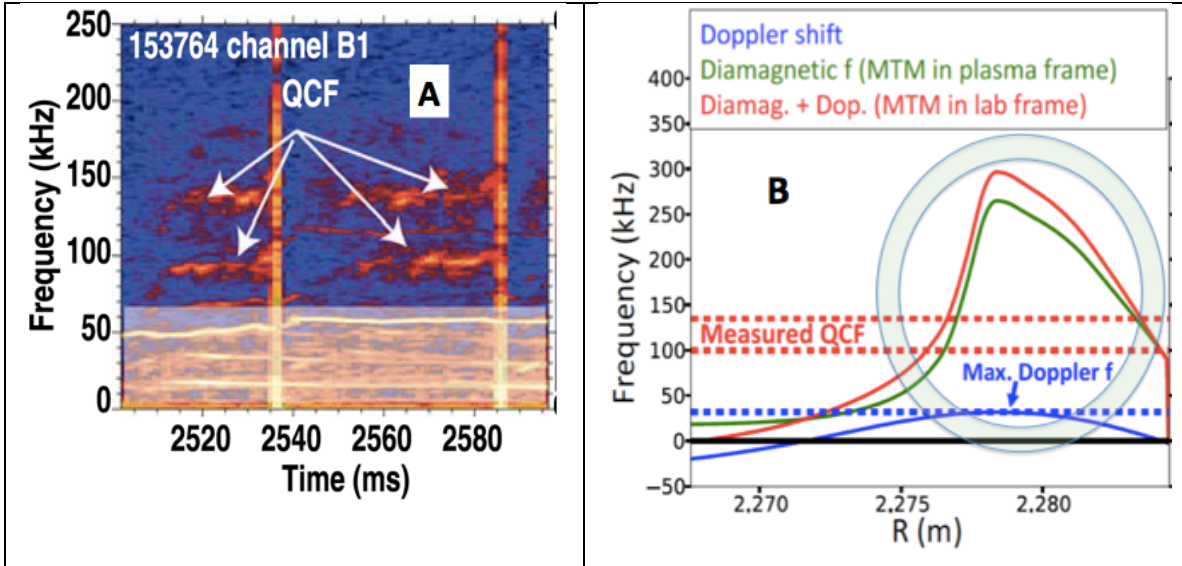 153764 channel B1
QCF
A
Frequency (kHz)
250
200
150
100
50
0
2520 2540 2560 2580
Time (ms)
Doppler shift
Diamagnetic f (MTM in plasma frame)
Diamag. + Dop. (MTM in lab frame)
B
Frequency (kHz)
400
350
300
250
200
150
100
50
0
−50
Measured QCF
Max. Doppler f
2.270 2.275 2.280
R (m)